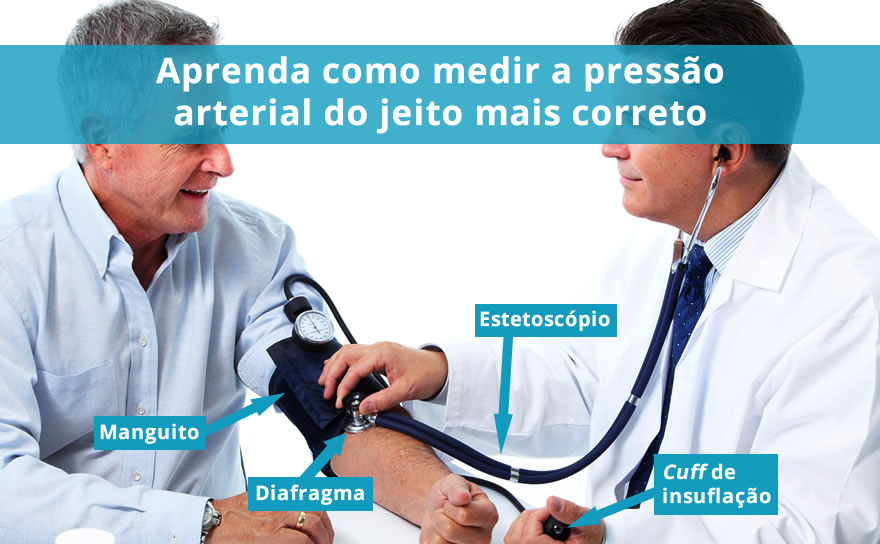 Aprenda como medir a pressão
arterial do jeito mais correto
Estetoscópio
Manguito
Diafragma
Cuff de
insuflação